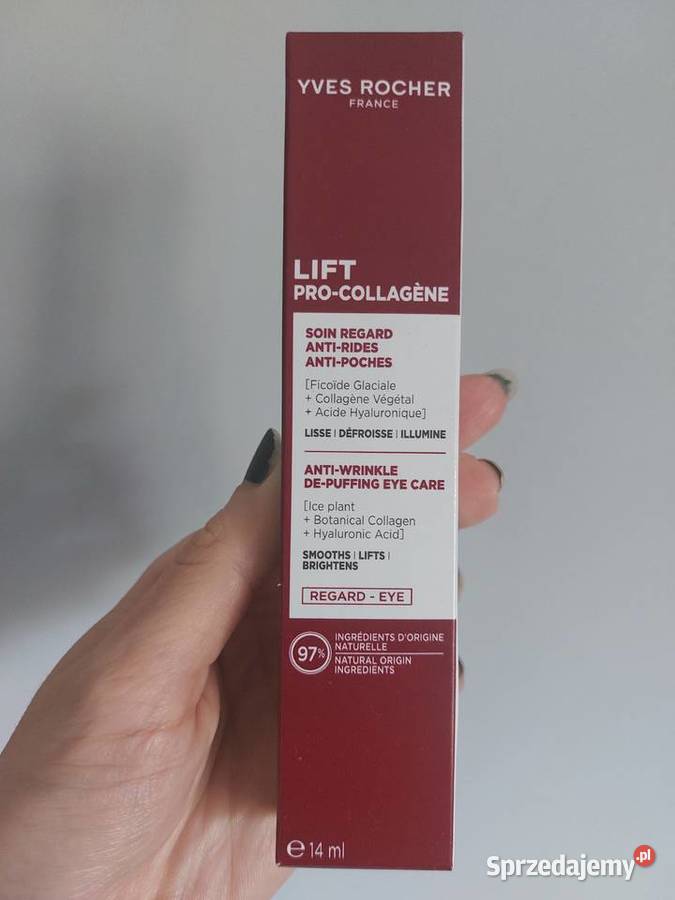 YVES ROCHER
FRANCE
LIFT
PRO-COLLAGÈNE
SOIN REGARD
ANTI-RIDES
ANTI-POCHES
[Ficoïde Glaciale
+ Collagène Végétal
+ Acide Hyaluronique]
LISSE | DÉFROISSE | ILLUMINE
ANTI-WRINKLE
DE-PUFFING EYE CARE
[Ice plant
+ Botanical Collagen
+ Hyaluronic Acid]
SMOOTHS | LIFTS |
BRIGHTENS
REGARD - EYE
97%
INGRÉDIENTS D'ORIGINE
NATURELLE
NATURAL ORIGIN
INGREDIENTS
℮ 14 ml
Sprzedajemy.pl